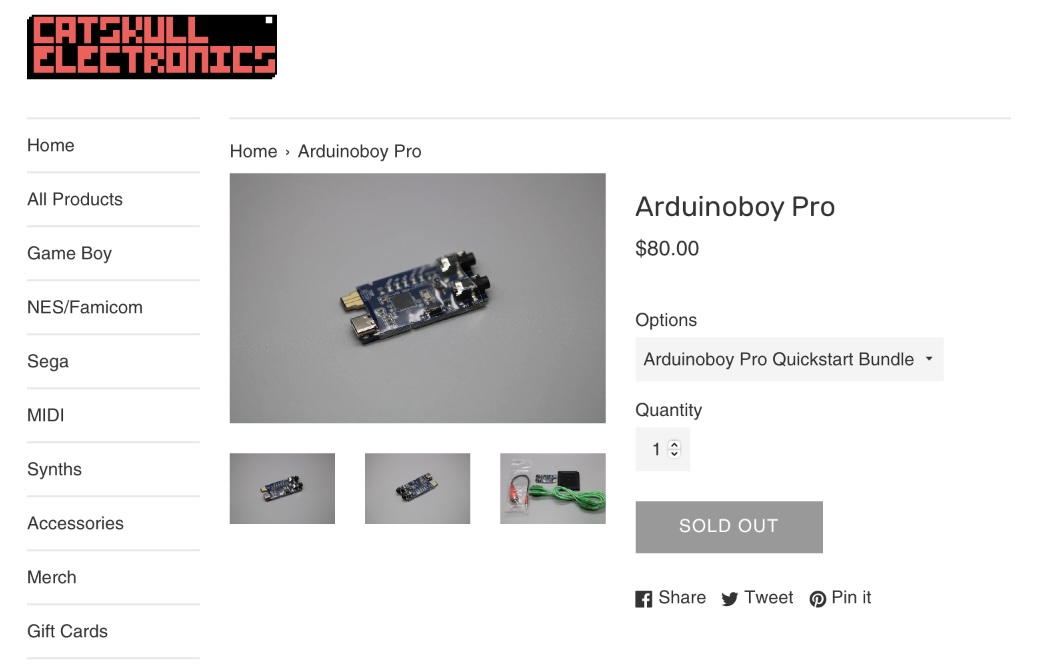 CATSKULL
ELECTRONICS
Home
All Products
Game Boy
NES/Famicom
Sega
MIDI
Synths
Accessories
Merch
Gift Cards
Home › Arduinoboy Pro
Arduinoboy Pro
$80.00
Options
Arduinoboy Pro Quickstart Bundle
Quantity
1
SOLD OUT
Share Tweet Pin it